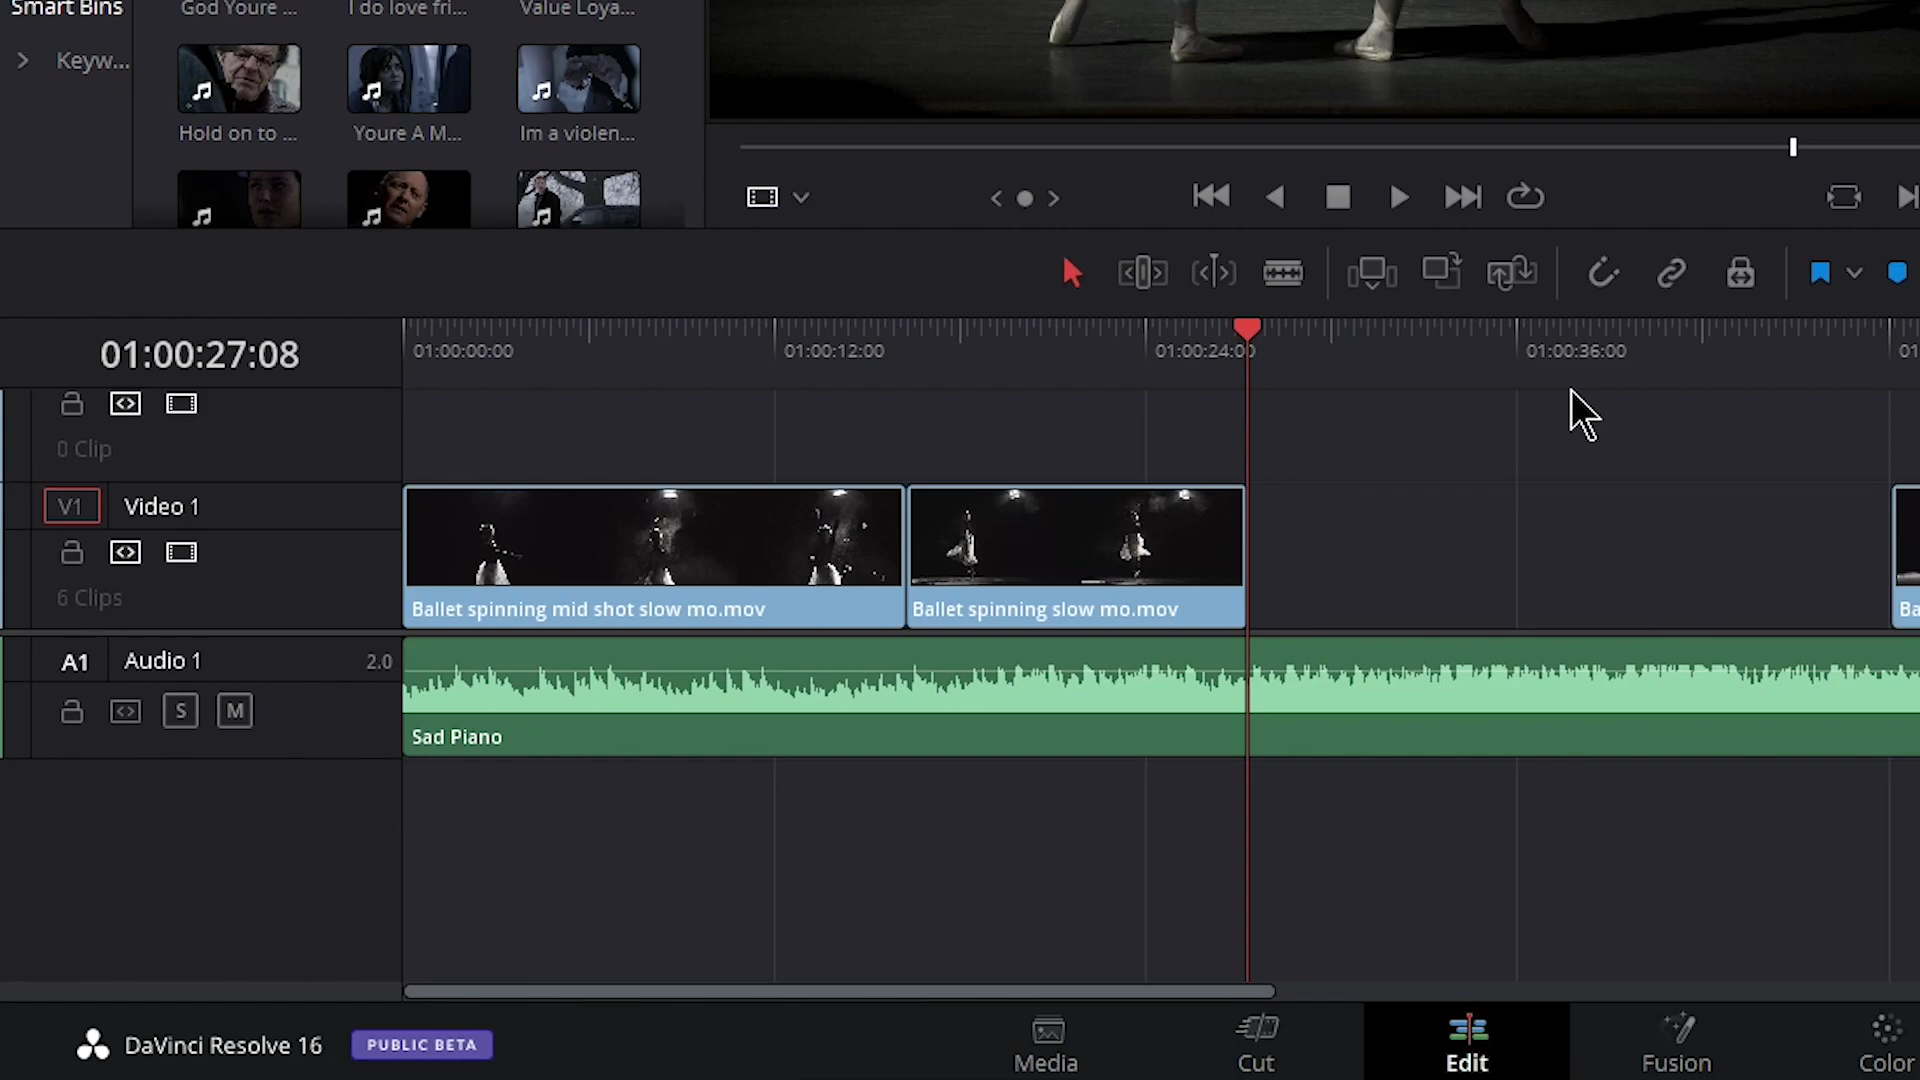 Smart Bins
God Youre ...
I do love fri...
Value Loya...
Keyw...
Hold on to ...
Youre A M...
Im a violen...
01:00:27:08
01:00:00:00
01:00:12:00
01:00:24:00
01:00:36:00
01
0 Clip
V1
Video 1
6 Clips
Ballet spinning mid shot slow mo.mov
Ballet spinning slow mo.mov
Ba
A1
Audio 1
2.0
S
M
Sad Piano
DaVinci Resolve 16
PUBLIC BETA
Media
Cut
Edit
Fusion
Color